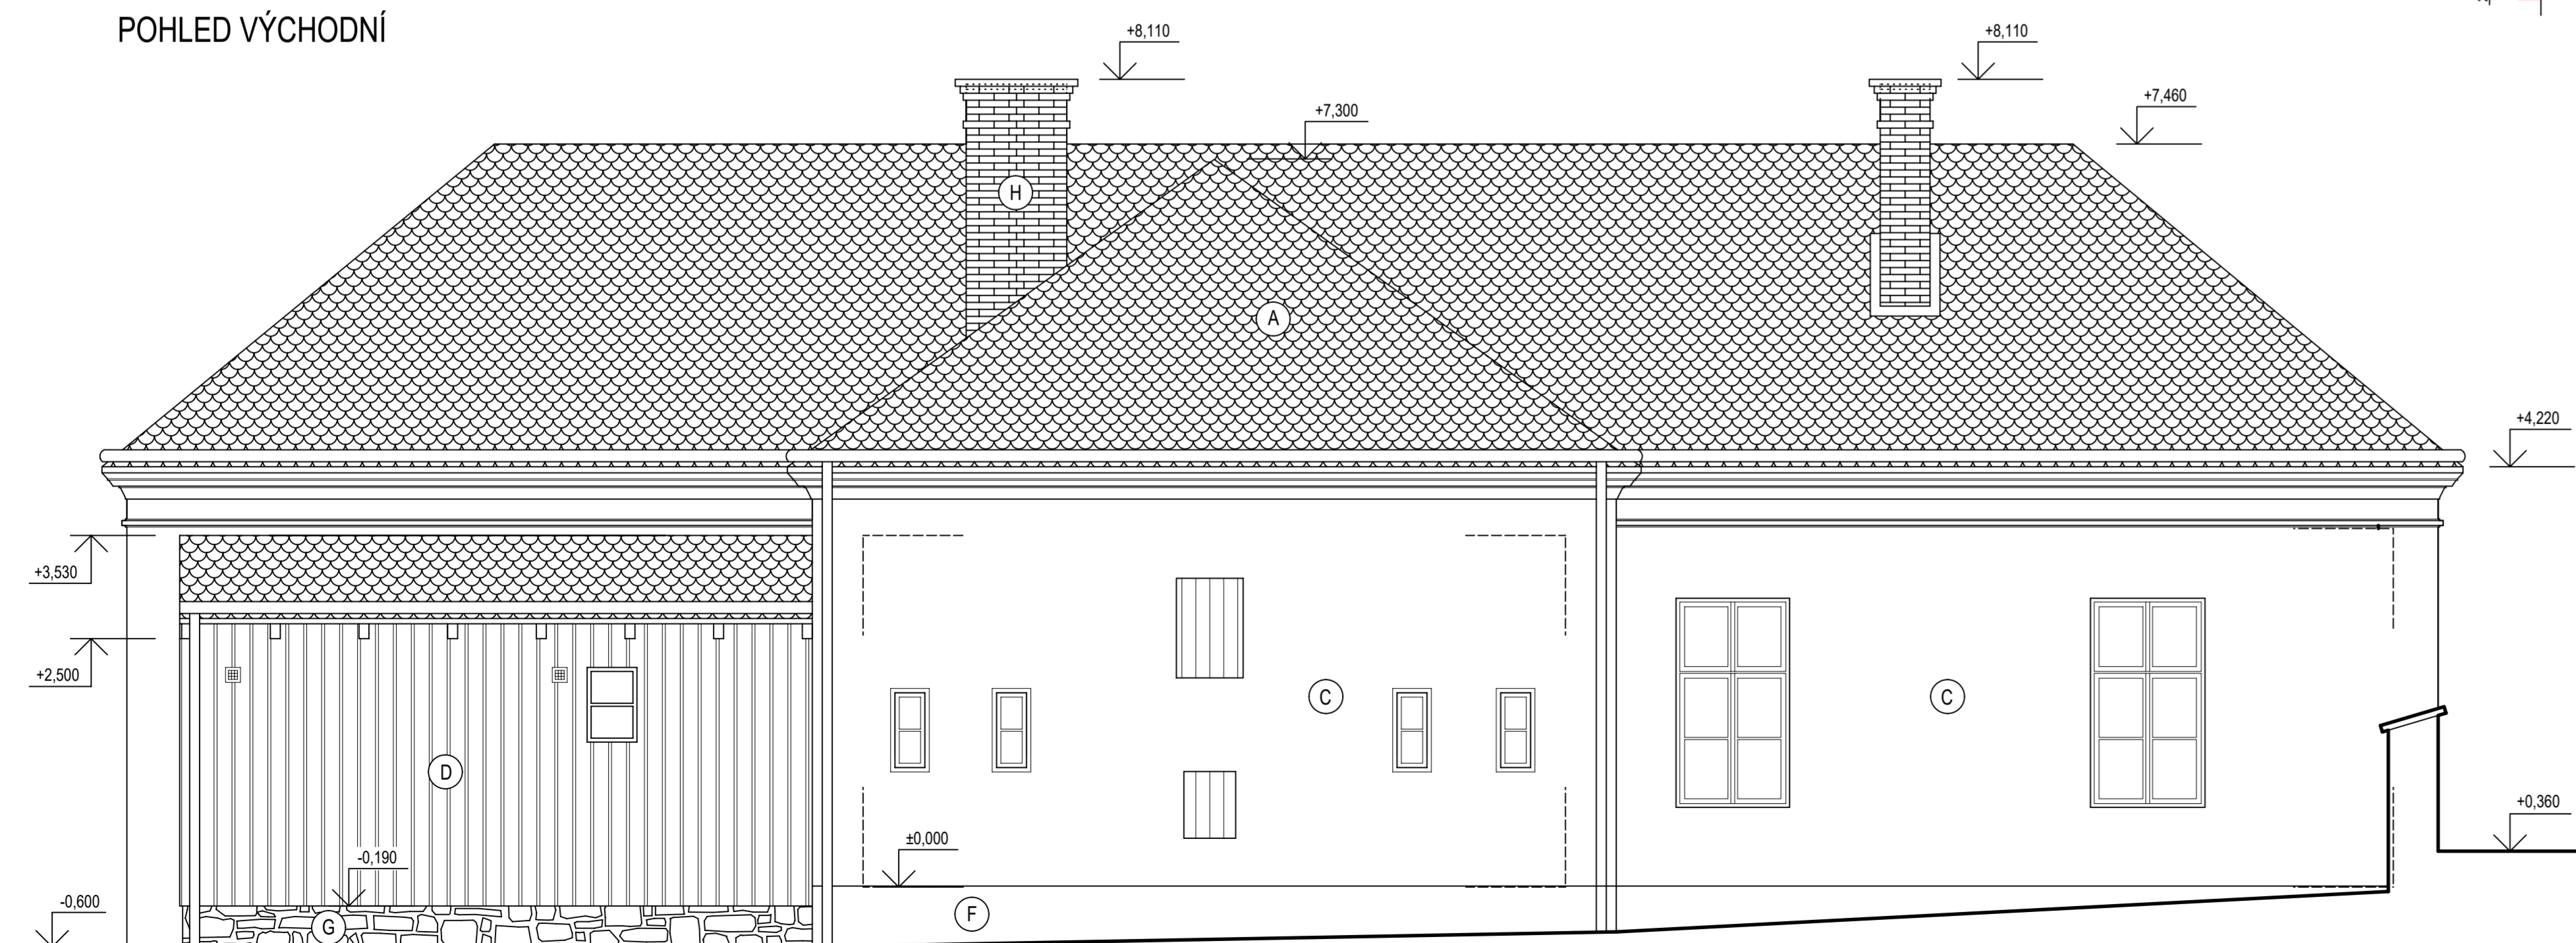 POHLED VÝCHODNÍ
+8,110
+8,110
+7,460
+7,300
H
A
+4,220
+3,530
+2,500
C
C
D
+0,360
±0,000
-0,190
-0,600
F
G